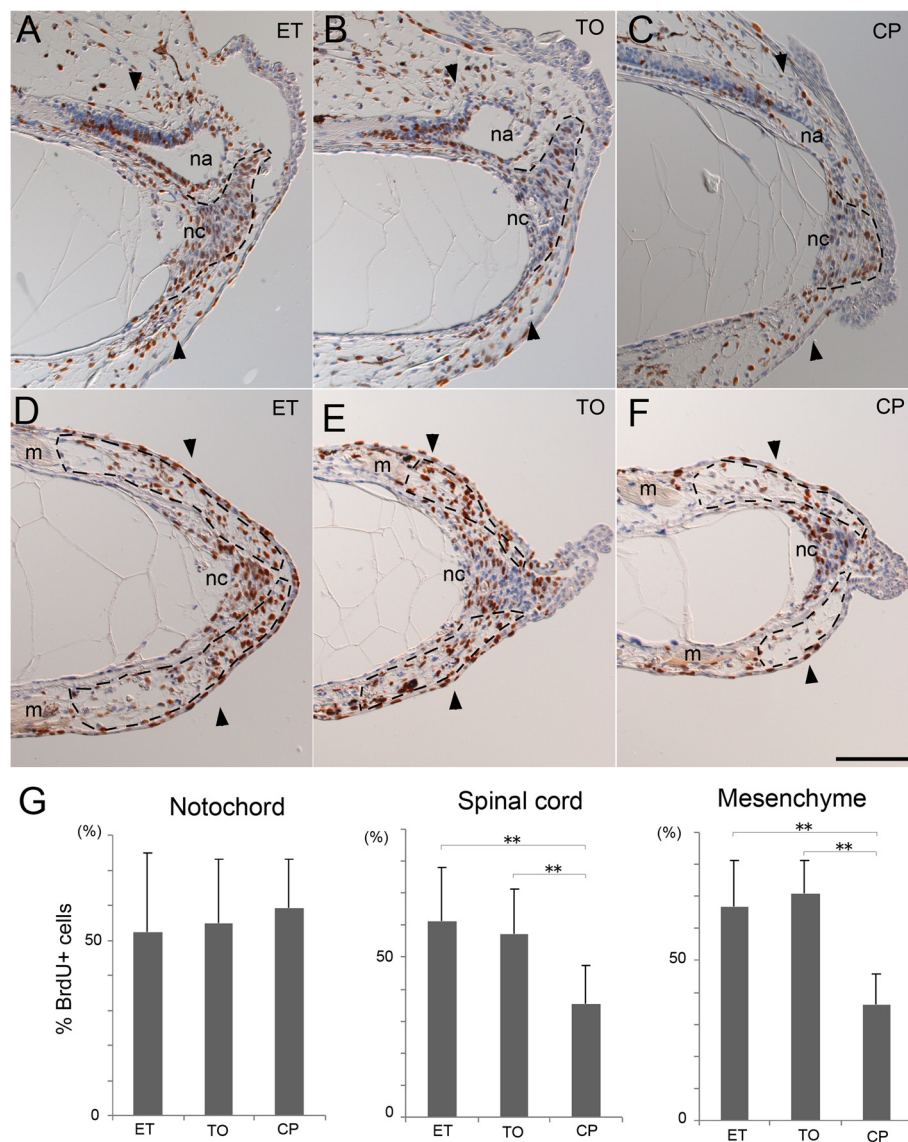 A
ET
na
nc
B
TO
na
nc
C
CP
na
nc
D
ET
m
nc
m
E
TO
m
nc
F
CP
m
nc
m
G
Notochord
(%)
50
0
% BrdU+ cells
ET TO CP
Spinal cord
(%)
**
**
50
0
ET TO CP
Mesenchyme
(%)
**
**
50
0
ET TO CP